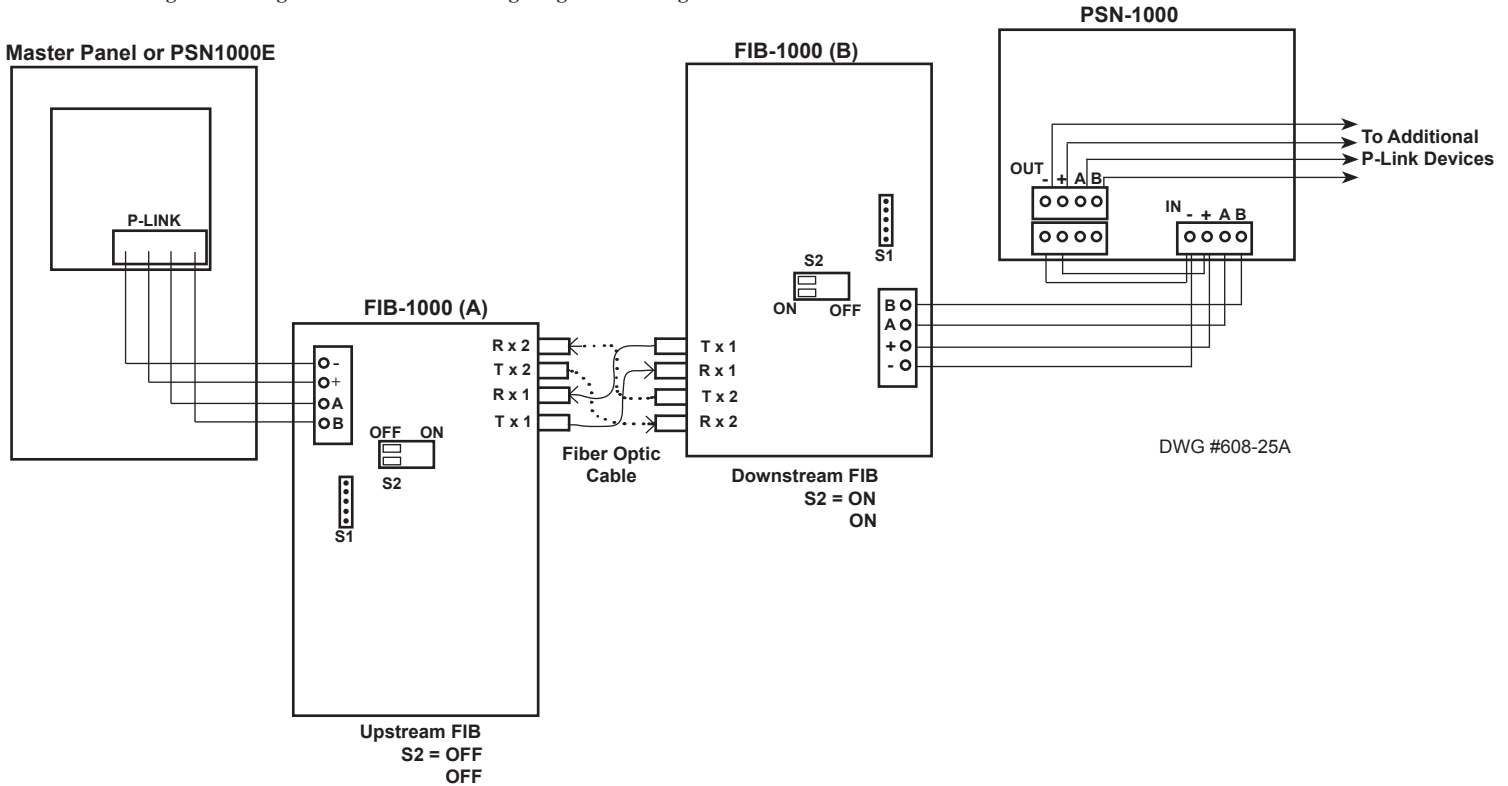 PSN-1000
Master Panel or PSN1000E
FIB-1000 (B)
P-LINK
OUT
- + A B
IN
- + A B
To Additional
P-Link Devices
S1
S2
ON OFF
B
A
+
-
FIB-1000 (A)
-
+
A
B
OFF ON
S2
S1
R x 2
T x 2
R x 1
T x 1
T x 1
R x 1
T x 2
R x 2
Fiber Optic
Cable
Downstream FIB
S2 = ON
ON
DWG #608-25A
Upstream FIB
S2 = OFF
OFF